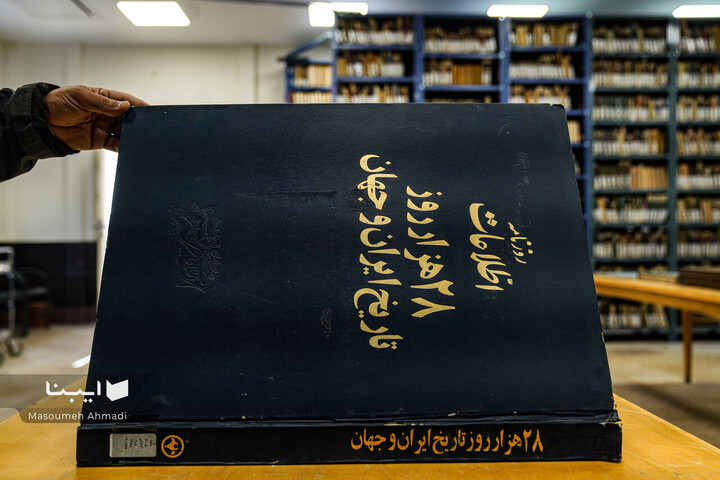 روزنامه
اطلاعات
۲۸ هزار روز
تاریخ ایران و جهان
۲۸ هزار روز تاریخ ایران و جهان
ایبنا
Masoumeh Ahmadi